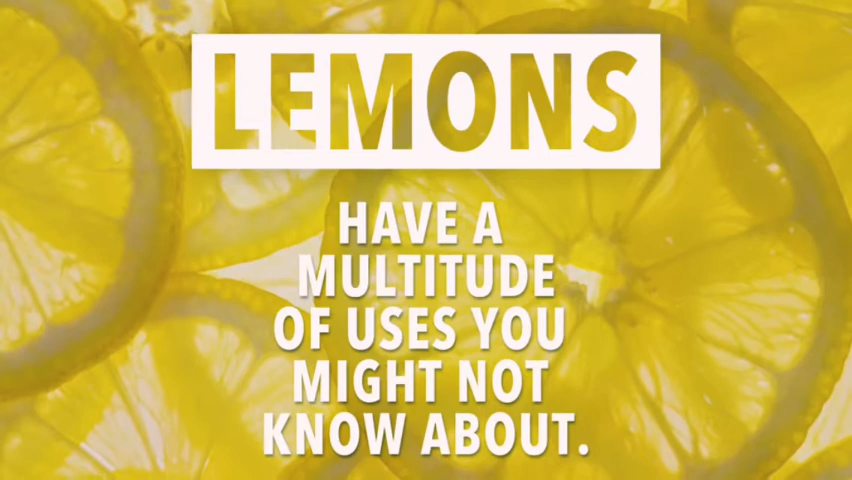 LEMONS
HAVE A
MULTITUDE
OF USES YOU
MIGHT NOT
KNOW ABOUT.